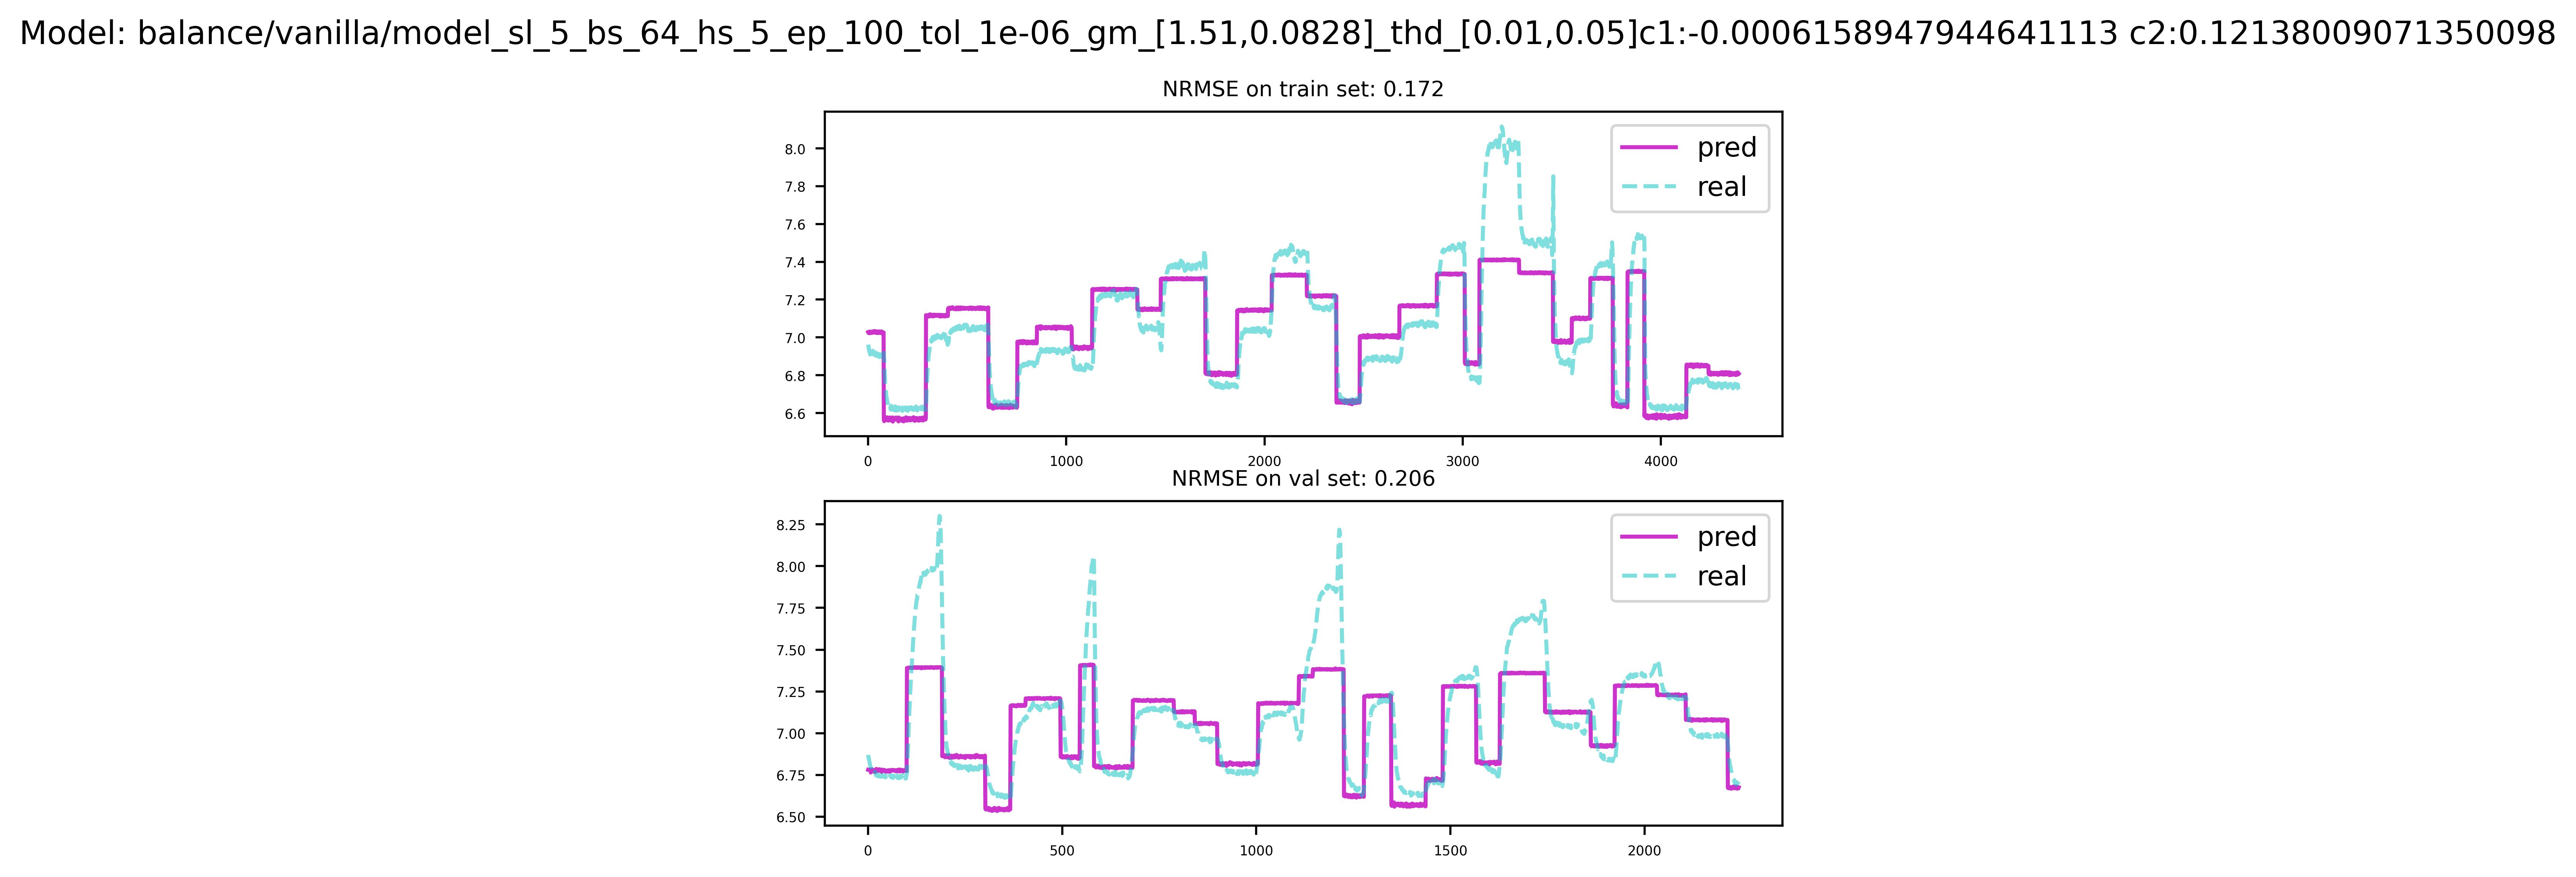 Model: balance/vanilla/model_sl_5_bs_64_hs_5_ep_100_tol_1e-06_gm_[1.51,0.0828]_thd_[0.01,0.05]c1:-0.0006158947944641113 c2:0.12138009071350098
NRMSE on train set: 0.172
pred
real
8.0
7.8
7.6
7.4
7.2
7.0
6.8
6.6
0 1000 2000 3000 4000
NRMSE on val set: 0.206
pred
real
8.25
8.00
7.75
7.50
7.25
7.00
6.75
6.50
0 500 1000 1500 2000